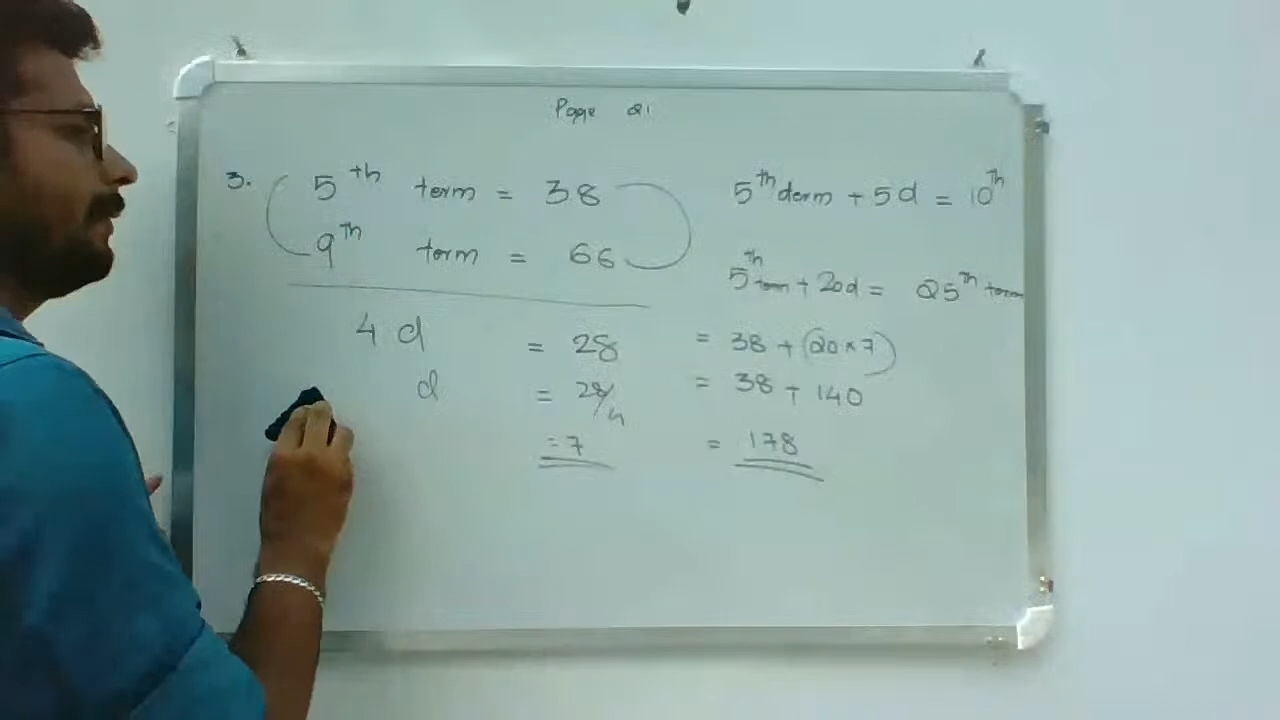 Page 21
3. 5th term = 38
9th term = 66
4 d = 28
d = 28/4
= 7
5th term + 5d = 10th
5th term + 20d = 25th term
= 38 + (20 × 7)
= 38 + 140
= 178